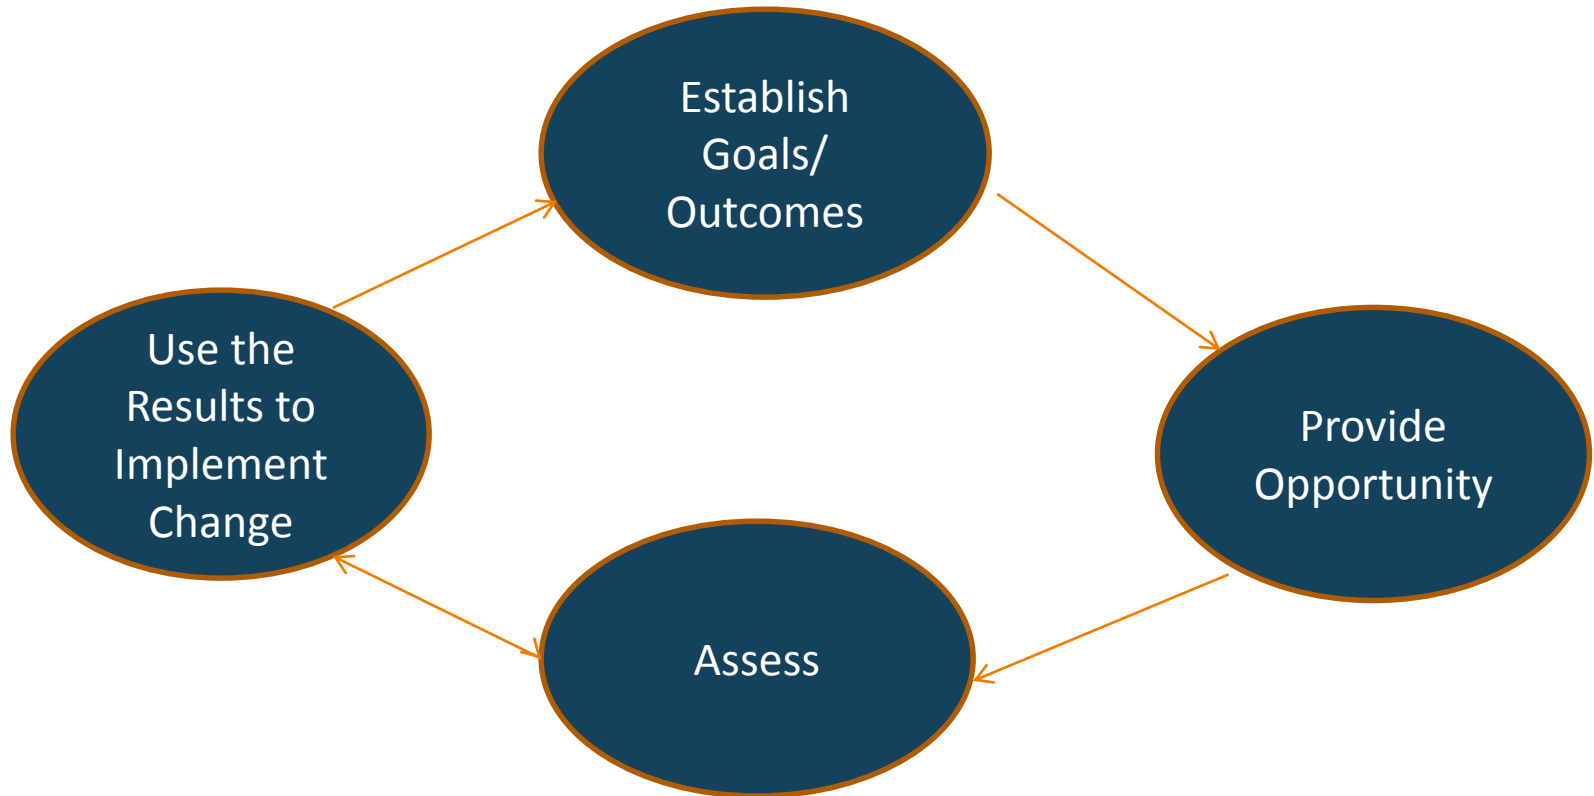 Establish
Goals/
Outcomes
Provide
Opportunity
Assess
Use the
Results to
Implement
Change